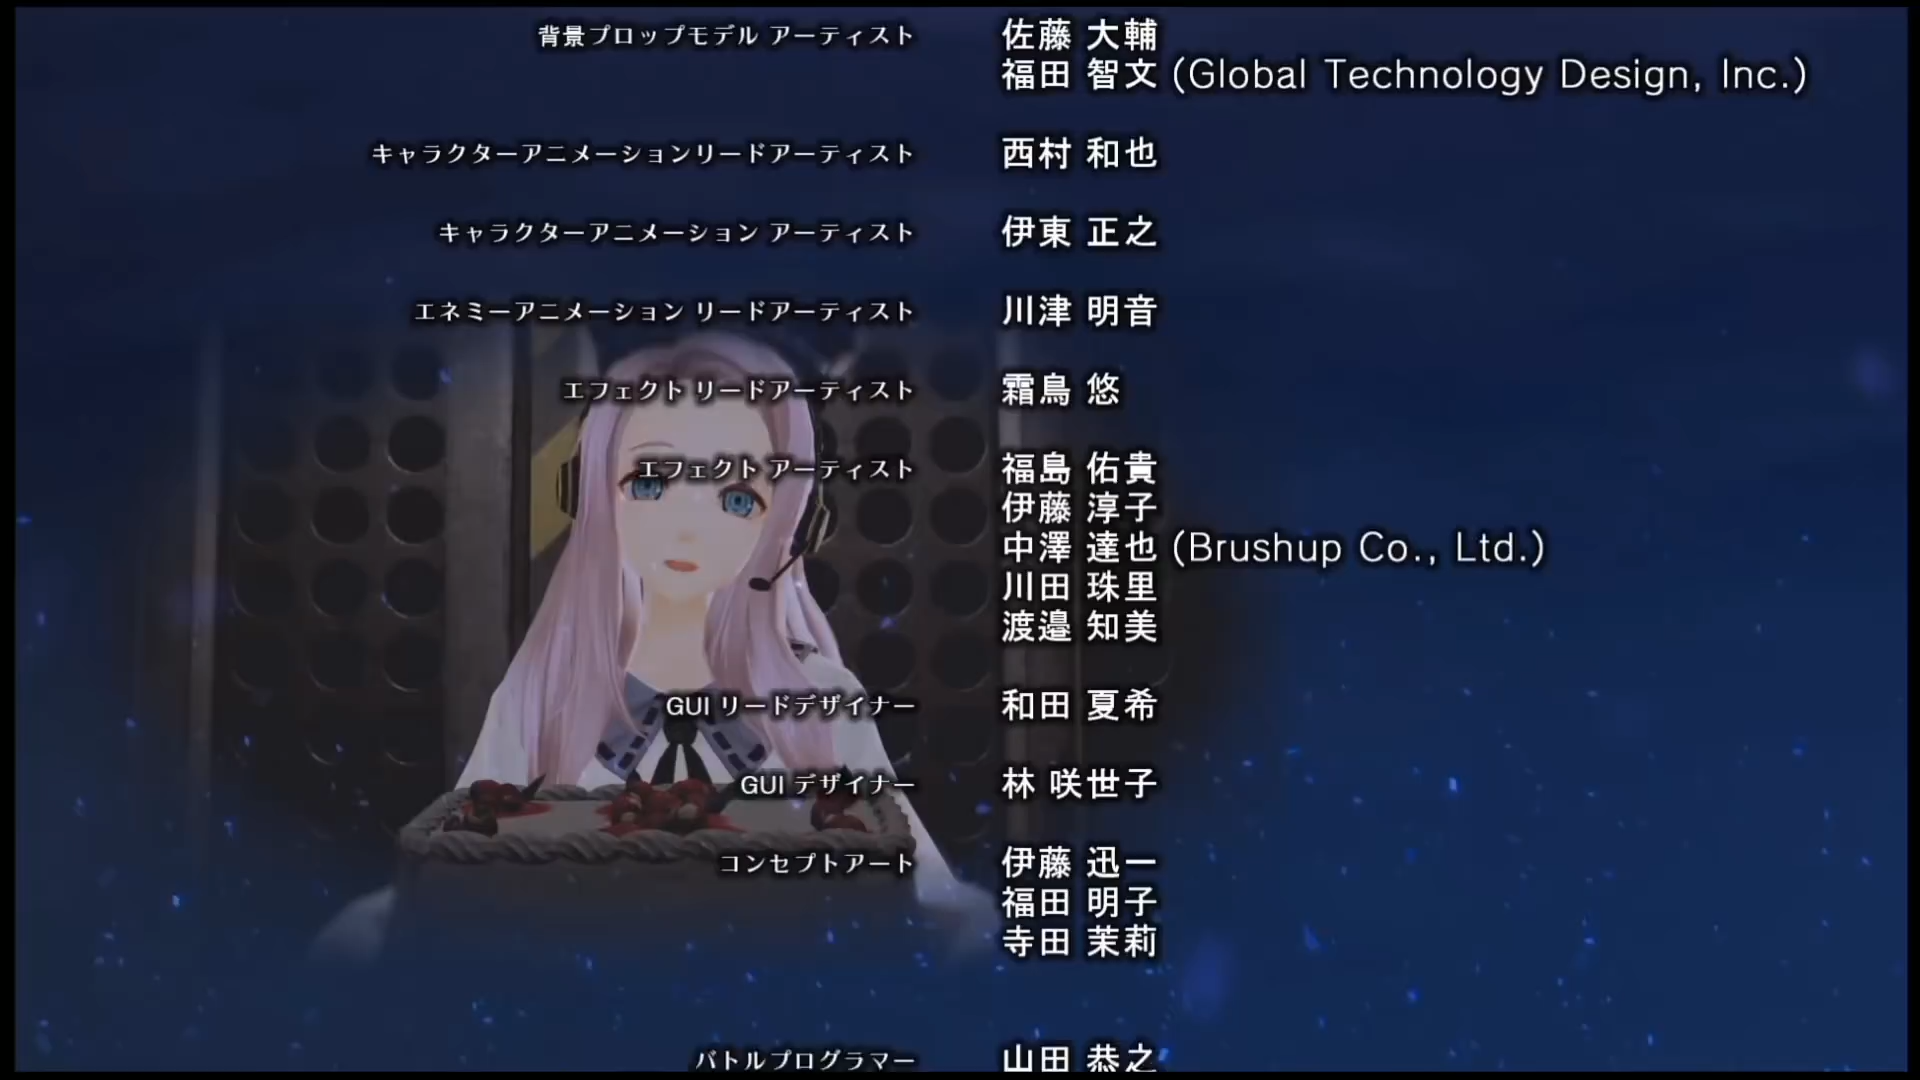 背景プロップモデル アーティスト 佐藤 大輔
福田 智文 (Global Technology Design, Inc.)
キャラクターアニメーションリードアーティスト 西村 和也
キャラクターアニメーション アーティスト 伊東 正之
エネミーアニメーション リードアーティスト 川津 明音
エフェクト リードアーティスト 霜鳥 悠
エフェクト アーティスト 福島 佑貴
伊藤 淳子
中澤 達也 (Brushup Co., Ltd.)
川田 珠里
渡邉 知美
GUI リードデザイナー 和田 夏希
GUI デザイナー 林 咲世子
コンセプトアート 伊藤 迅一
福田 明子
寺田 茉莉
バトルプログラマー 山田 恭之